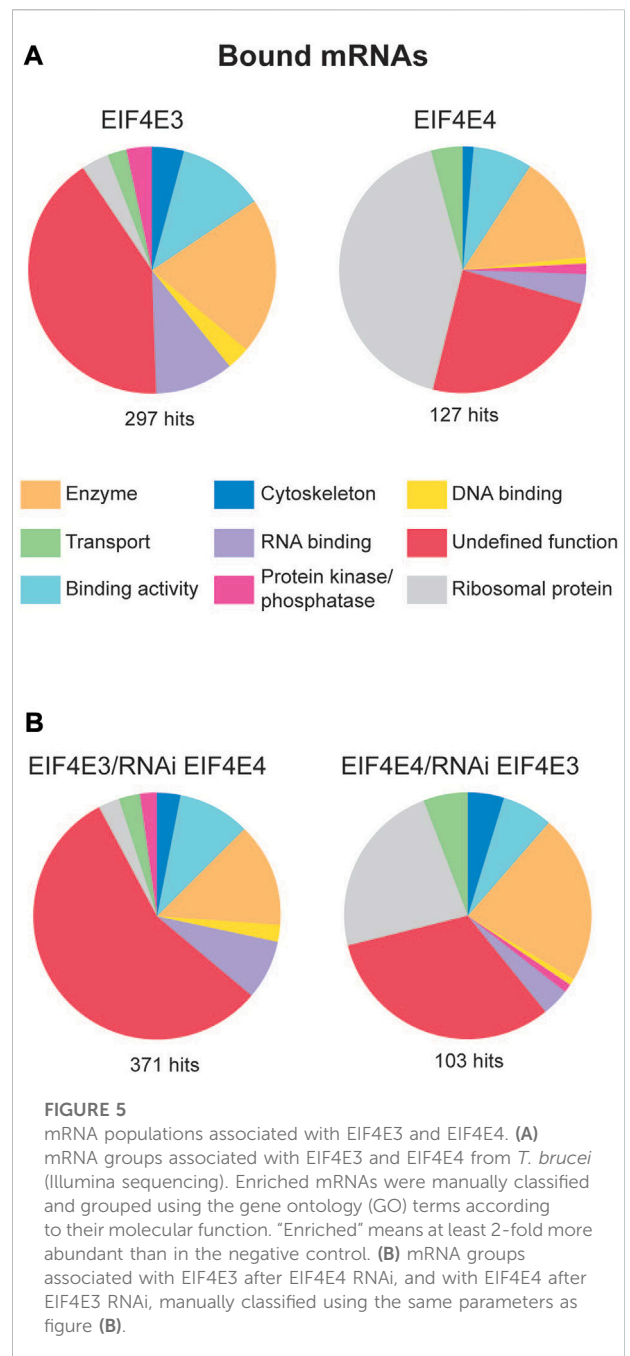 A
Bound mRNAs
EIF4E3
EIF4E4
297 hits
127 hits
Enzyme
Cytoskeleton
DNA binding
Transport
RNA binding
Undefined function
Binding activity
Protein kinase/
phosphatase
Ribosomal protein
B
EIF4E3/RNAi EIF4E4
EIF4E4/RNAi EIF4E3
371 hits
103 hits
FIGURE 5
mRNA populations associated with EIF4E3 and EIF4E4. (A)
mRNA groups associated with EIF4E3 and EIF4E4 from T. brucei
(Illumina sequencing). Enriched mRNAs were manually classified
and grouped using the gene ontology (GO) terms according
to their molecular function. “Enriched” means at least 2-fold more
abundant than in the negative control. (B) mRNA groups
associated with EIF4E3 after EIF4E4 RNAi, and with EIF4E4 after
EIF4E3 RNAi, manually classified using the same parameters as
figure (B).